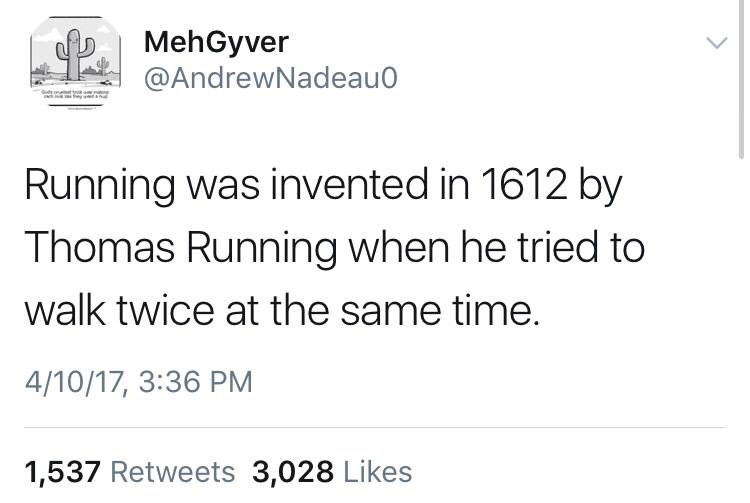 MehGyver
@AndrewNadeau0
Running was invented in 1612 by
Thomas Running when he tried to
walk twice at the same time.
4/10/17, 3:36 PM
1,537 Retweets 3,028 Likes